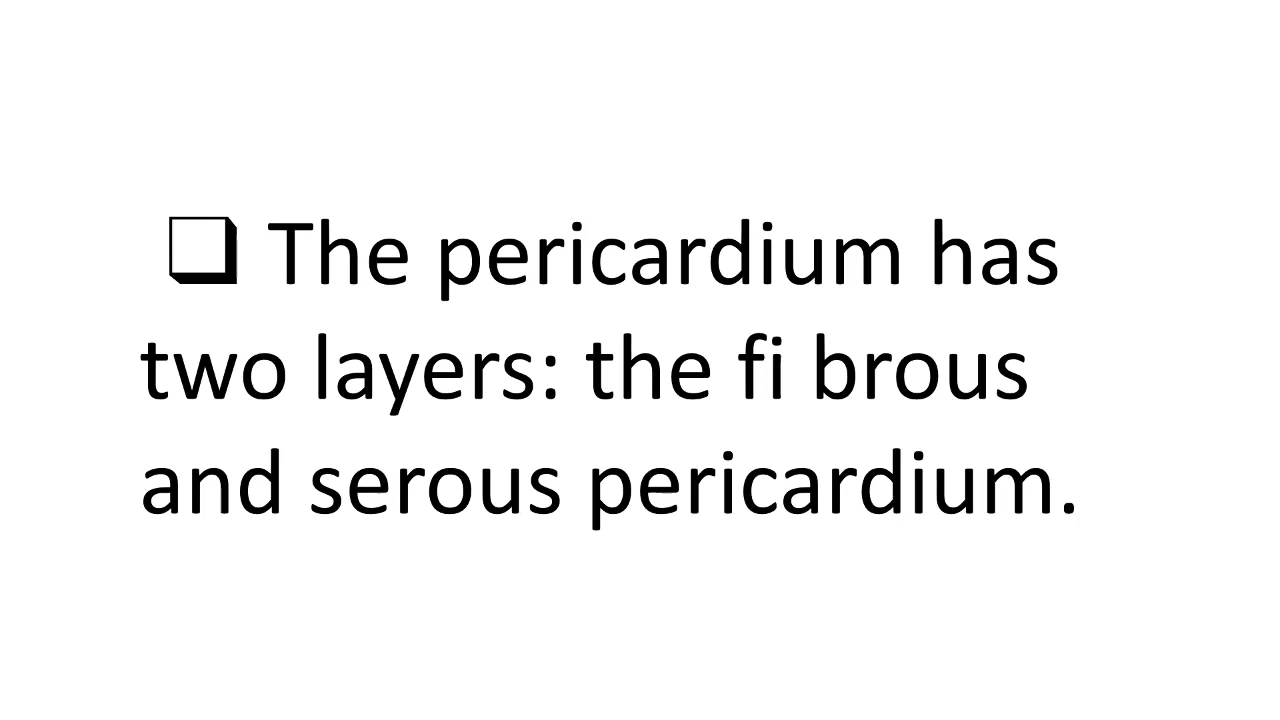 ❑ The pericardium has
two layers: the fi brous
and serous pericardium.